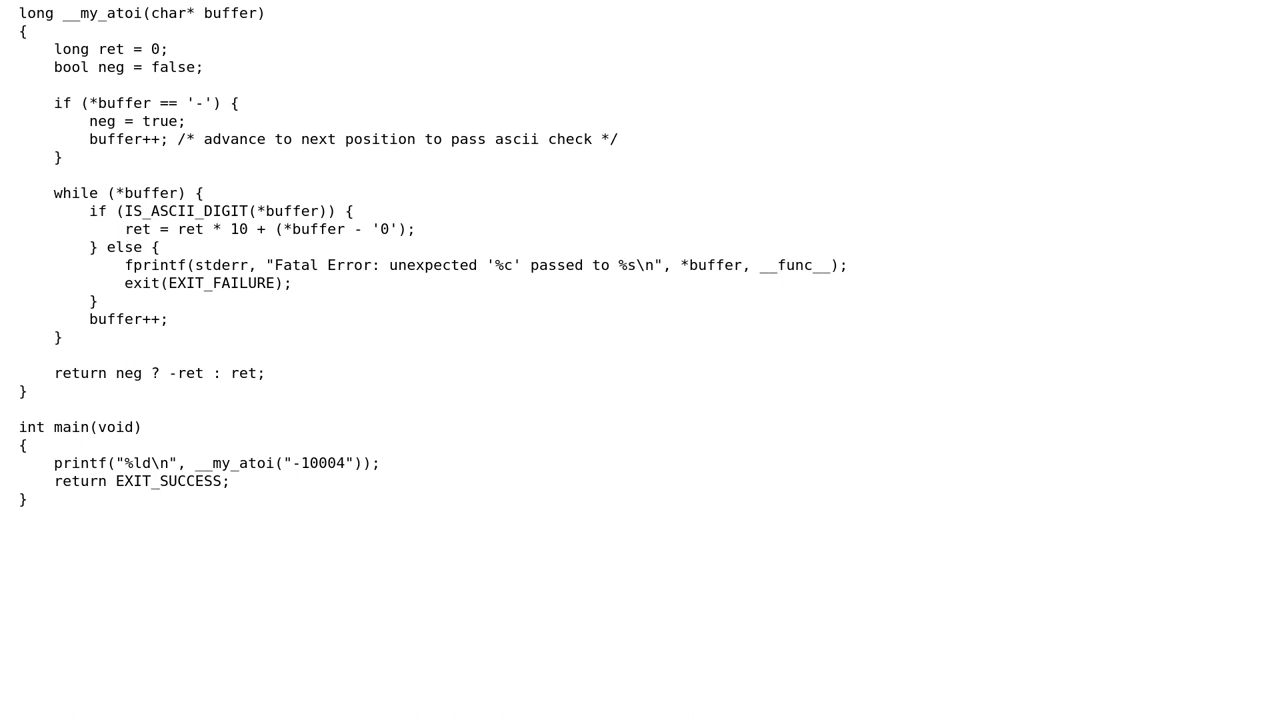 long __my_atoi(char* buffer)
{
    long ret = 0;
    bool neg = false;

    if (*buffer == '-') {
        neg = true;
        buffer++; /* advance to next position to pass ascii check */
    }

    while (*buffer) {
        if (IS_ASCII_DIGIT(*buffer)) {
            ret = ret * 10 + (*buffer - '0');
        } else {
            fprintf(stderr, "Fatal Error: unexpected '%c' passed to %s\n", *buffer, __func__);
            exit(EXIT_FAILURE);
        }
        buffer++;
    }

    return neg ? -ret : ret;
}

int main(void)
{
    printf("%ld\n", __my_atoi("-10004"));
    return EXIT_SUCCESS;
}